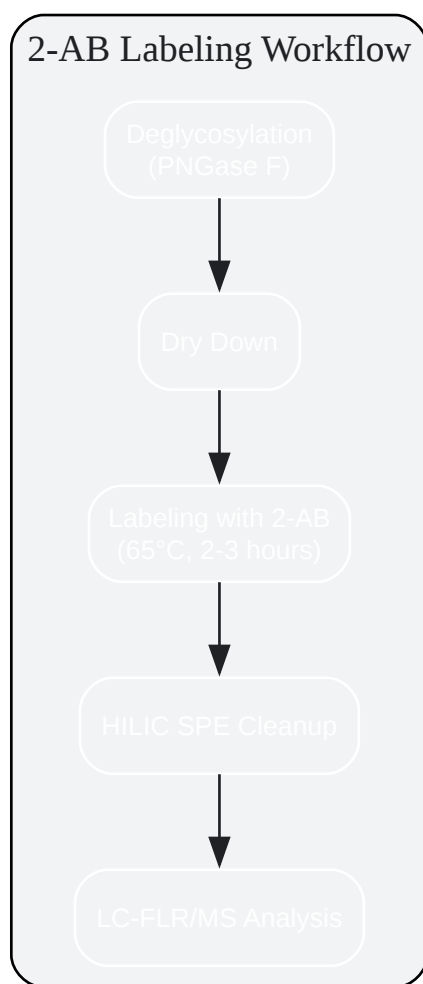 2-AB Labeling Workflow
Deglycosylation
(PNGase F)
Dry Down
Labeling with 2-AB
(65°C, 2-3 hours)
HILIC SPE Cleanup
LC-FLR/MS Analysis